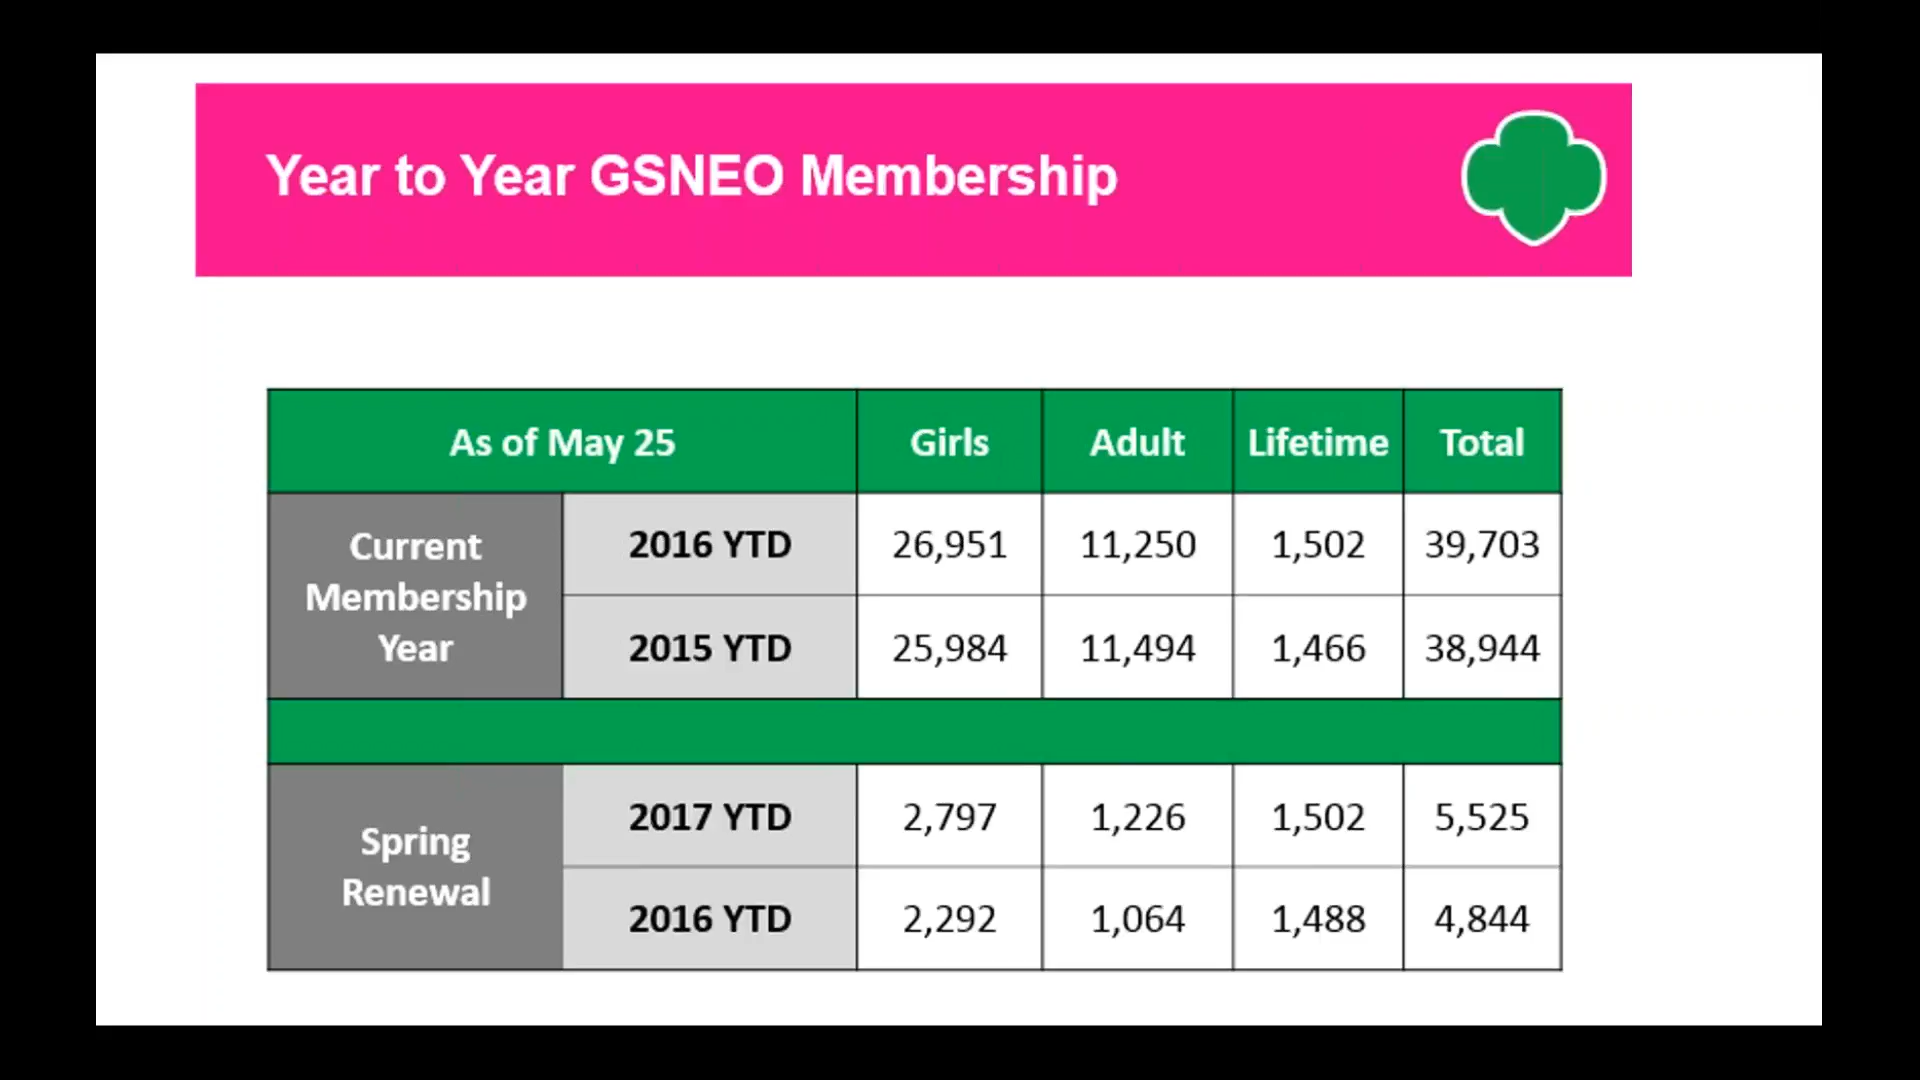 Year to Year GSNEO Membership
As of May 25 Girls Adult Lifetime Total
Current Membership Year
2016 YTD 26,951 11,250 1,502 39,703
2015 YTD 25,984 11,494 1,466 38,944
Spring Renewal
2017 YTD 2,797 1,226 1,502 5,525
2016 YTD 2,292 1,064 1,488 4,844